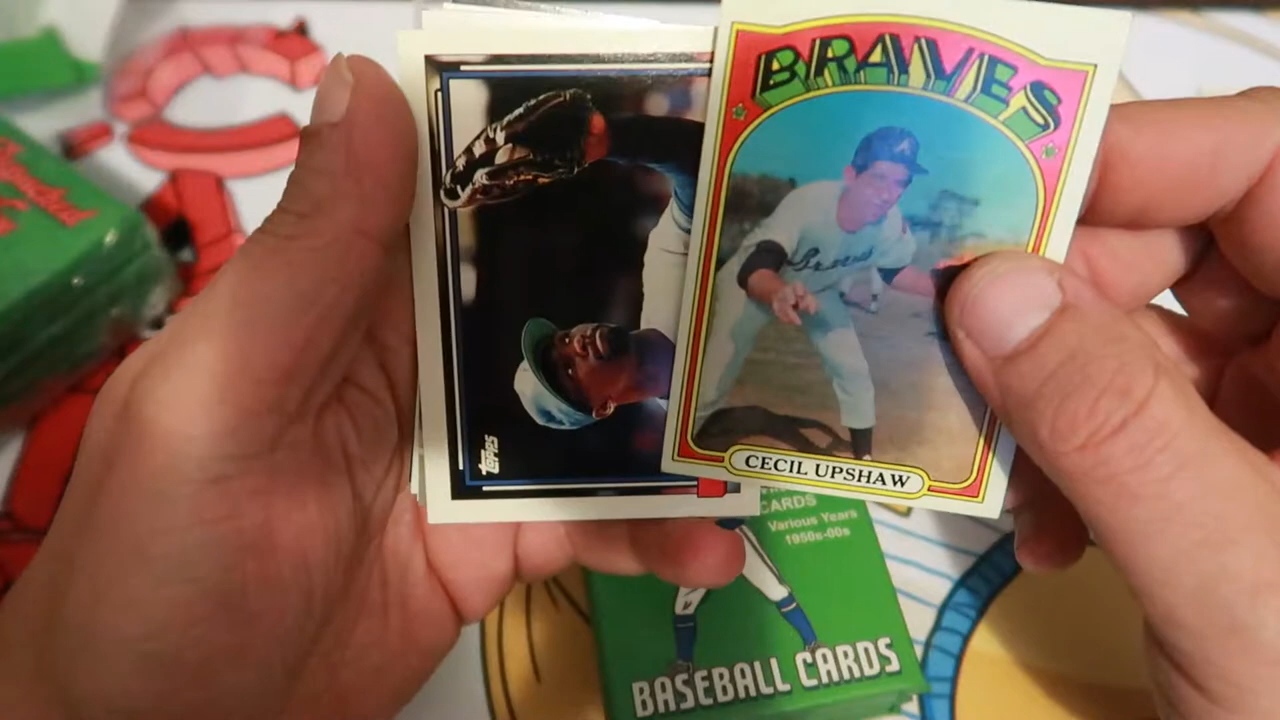 BRAVES
CECIL UPSHAW
TOPPS
CARDS
Various Years
1950s-00s
BASEBALL CARDS